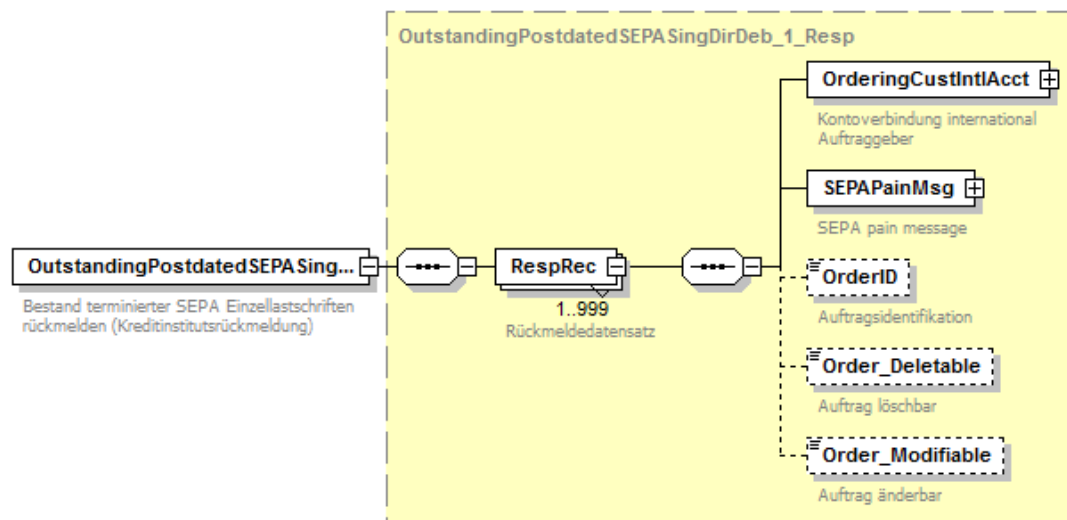 OutstandingPostdatedSEPASingDirDeb_1_Resp
OrderingCustIntlAcct
Kontoverbindung international
Auftraggeber
SEPAPainMsg
SEPA pain message
OutstandingPostdatedSEPASing...
Bestand terminierter SEPA Einzellastschriften
rückmelden (Kreditinstitutsrückmeldung)
RespRec
1..999
Rückmeldedatensatz
OrderID
Auftragsidentifikation
Order_Deletable
Auftrag löschbar
Order_Modifiable
Auftrag änderbar